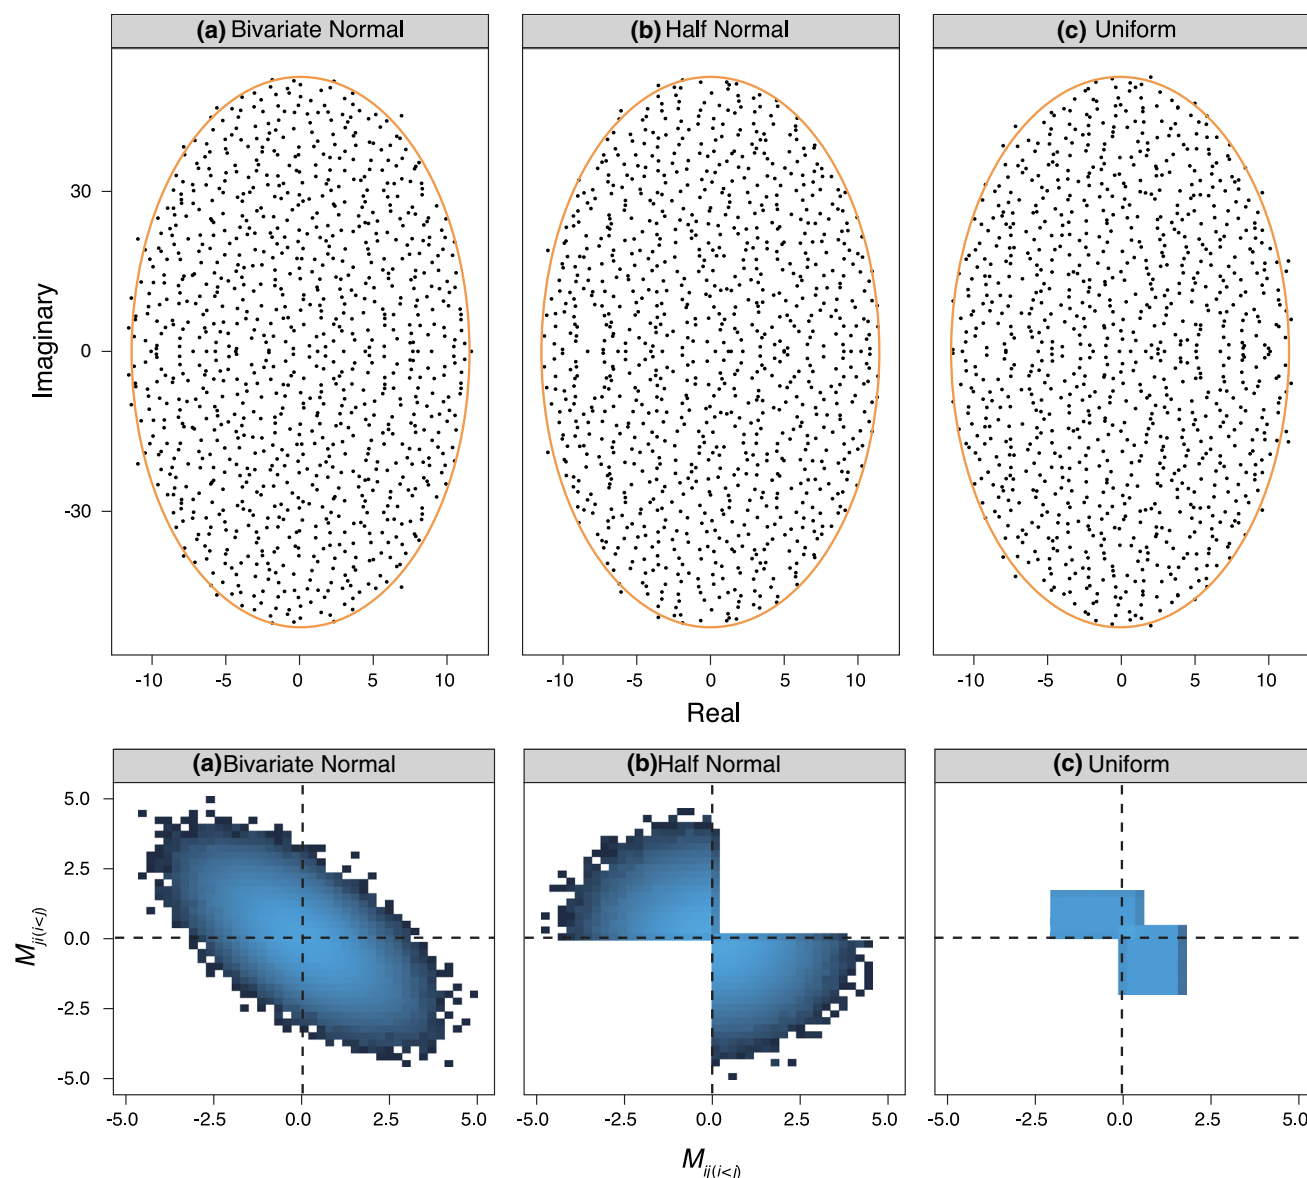 (a) Bivariate Normal
(b) Half Normal
(c) Uniform
Imaginary
30
0
-30
-10 -5 0 5 10
-10 -5 0 5 10
-10 -5 0 5 10
Real
(a) Bivariate Normal
(b) Half Normal
(c) Uniform
M ji(i<j)
5.0
2.5
0.0
-2.5
-5.0
-5.0 -2.5 0.0 2.5 5.0
-5.0 -2.5 0.0 2.5 5.0
-5.0 -2.5 0.0 2.5 5.0
M ij(i<j)